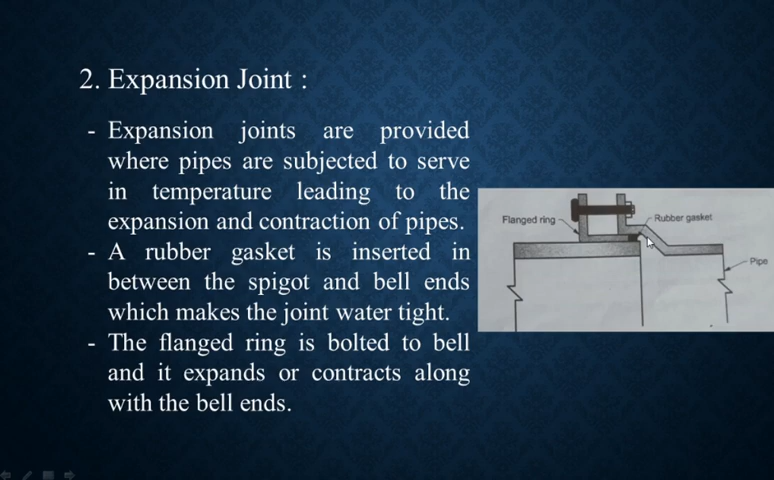 2. Expansion Joint :
- Expansion joints are provided
where pipes are subjected to serve
in temperature leading to the
expansion and contraction of pipes.
- A rubber gasket is inserted in
between the spigot and bell ends
which makes the joint water tight.
- The flanged ring is bolted to bell
and it expands or contracts along
with the bell ends.
Flanged ring
Rubber gasket
Pipe